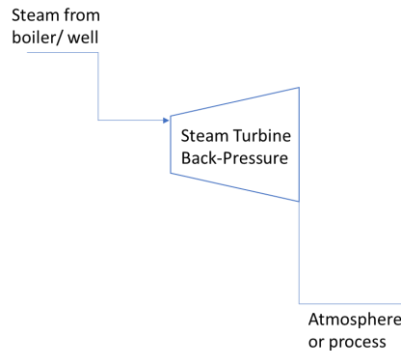 Steam from
boiler/ well
Steam Turbine
Back-Pressure
Atmosphere
or process